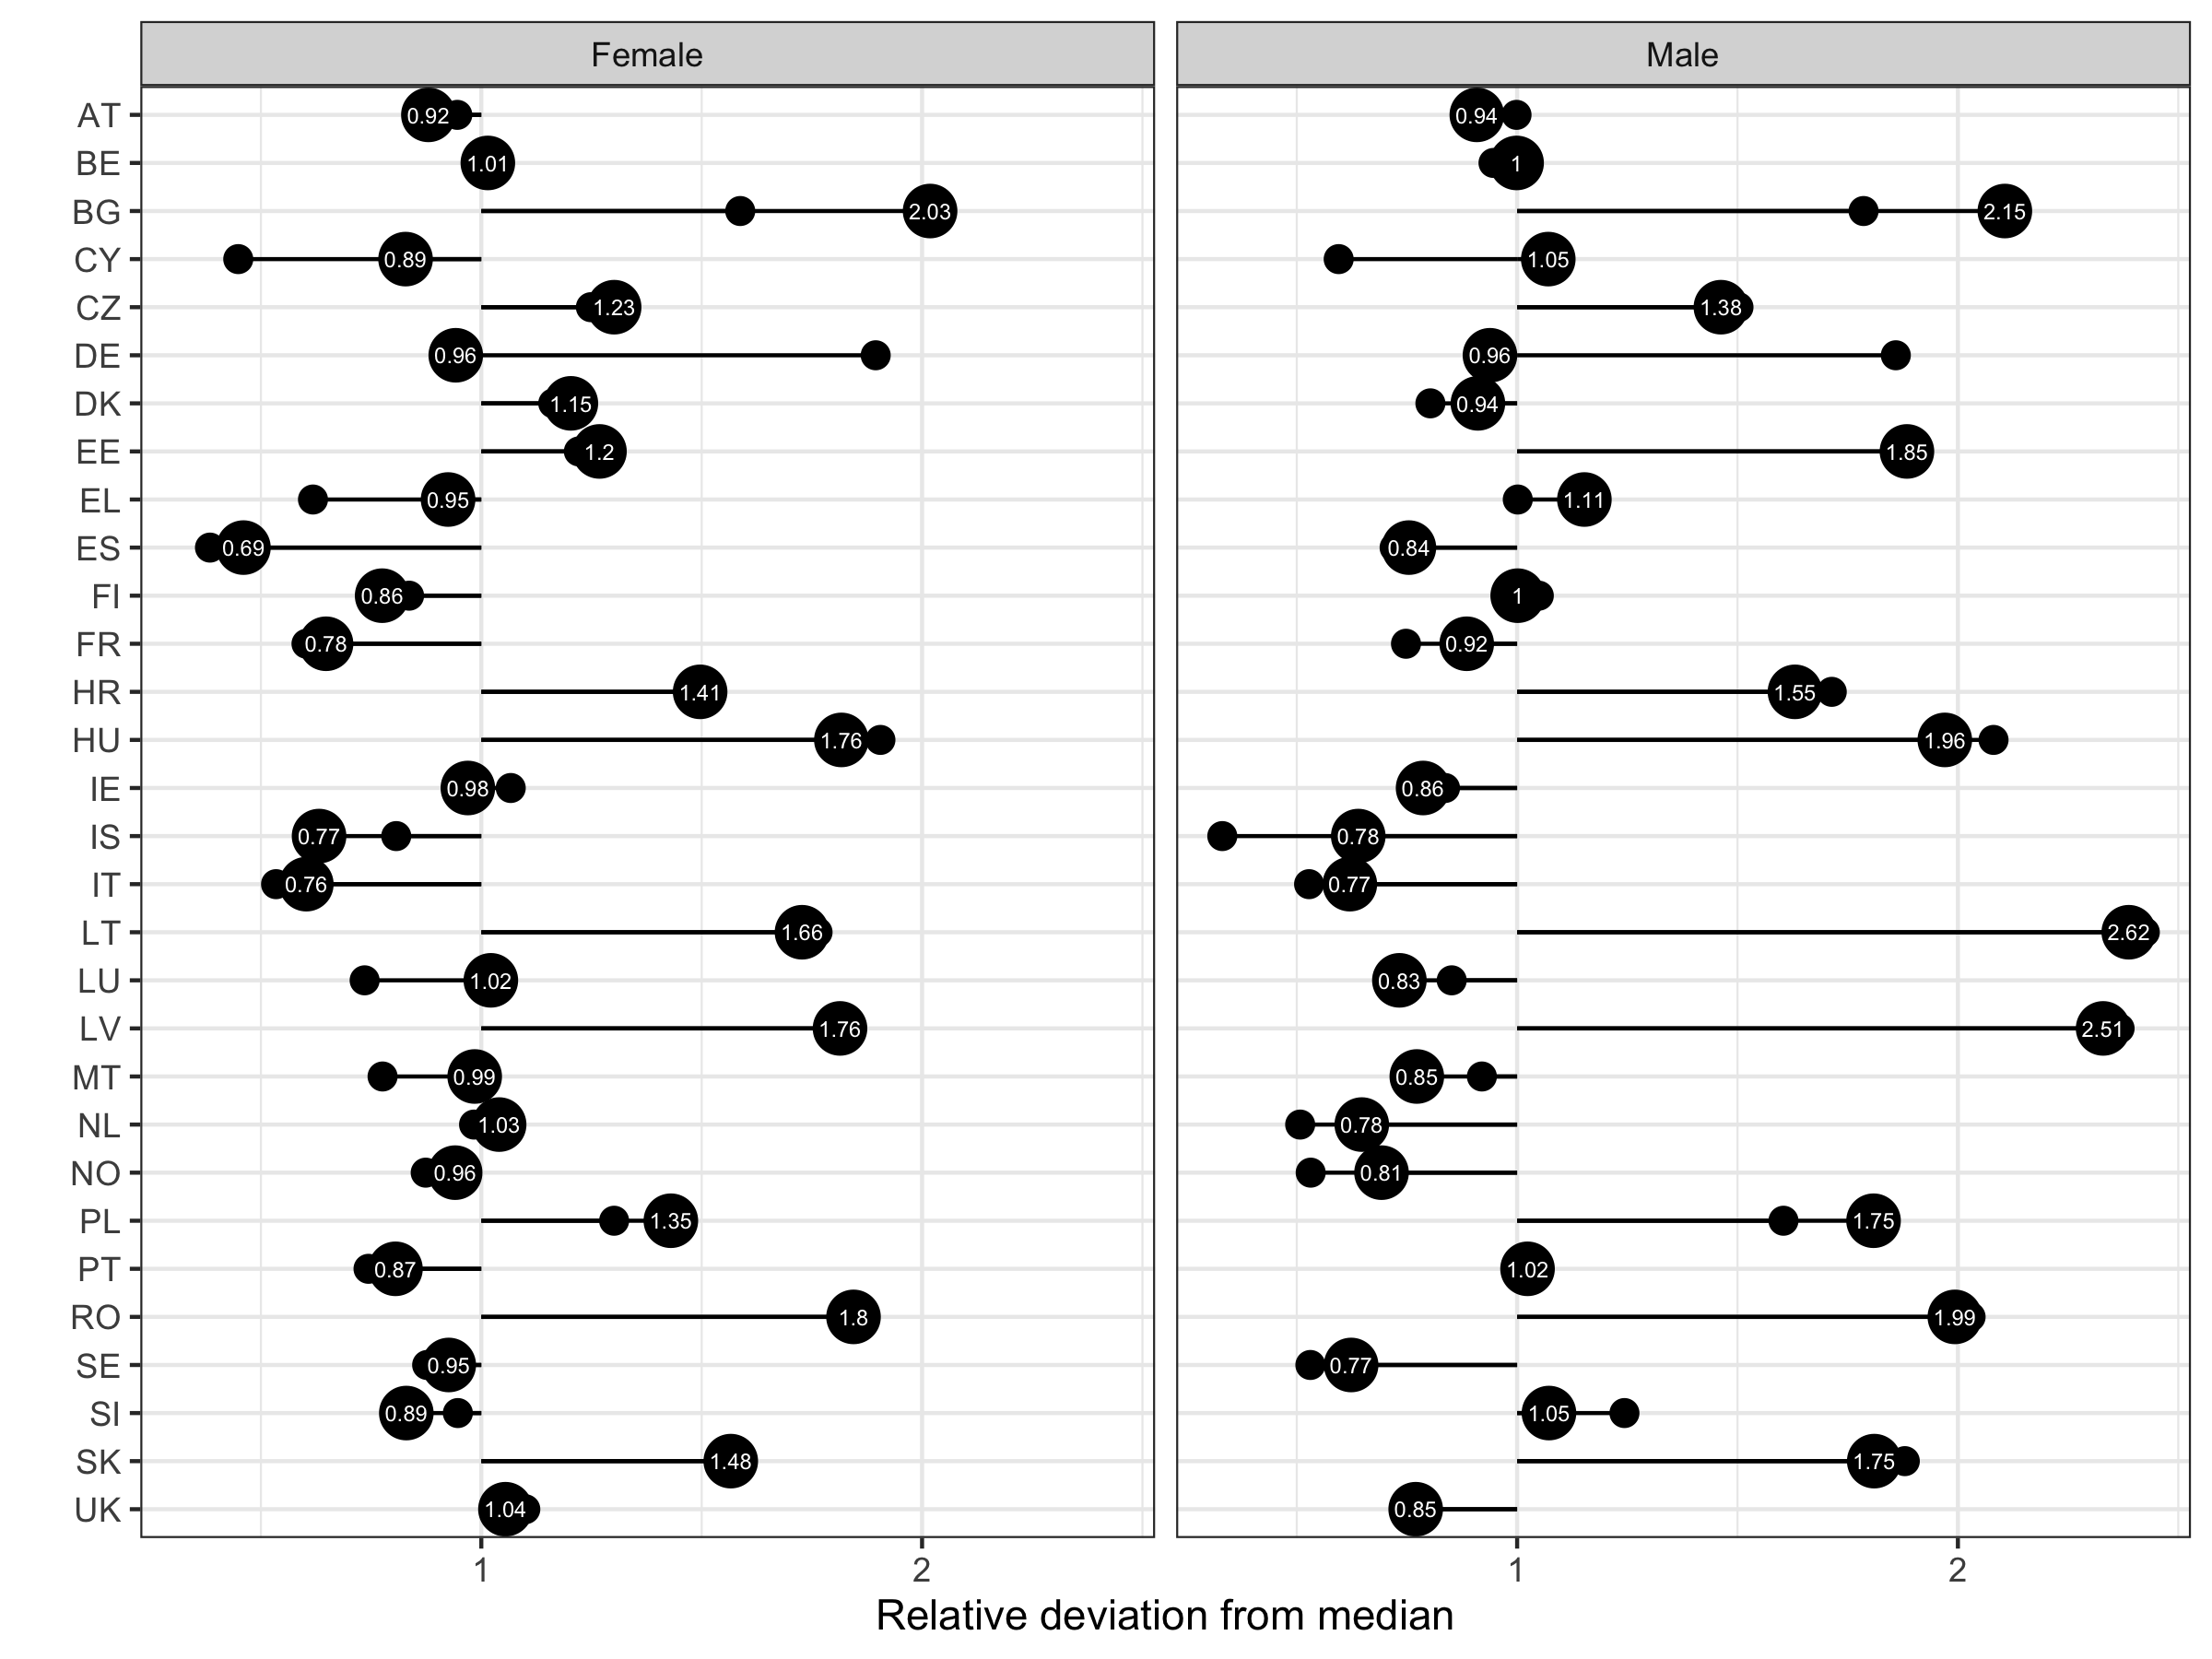 Female Male
AT 0.92 0.94
BE 1.01 1
BG 2.03 2.15
CY 0.89 1.05
CZ 1.23 1.38
DE 0.96 0.96
DK 1.15 0.94
EE 1.2 1.85
EL 0.95 1.11
ES 0.69 0.84
FI 0.86 1
FR 0.78 0.92
HR 1.41 1.55
HU 1.76 1.96
IE 0.98 0.86
IS 0.77 0.78
IT 0.76 0.77
LT 1.66 2.62
LU 1.02 0.83
LV 1.76 2.51
MT 0.99 0.85
NL 1.03 0.78
NO 0.96 0.81
PL 1.35 1.75
PT 0.87 1.02
RO 1.8 1.99
SE 0.95 0.77
SI 0.89 1.05
SK 1.48 1.75
UK 1.04 0.85
1 2 1 2
Relative deviation from median